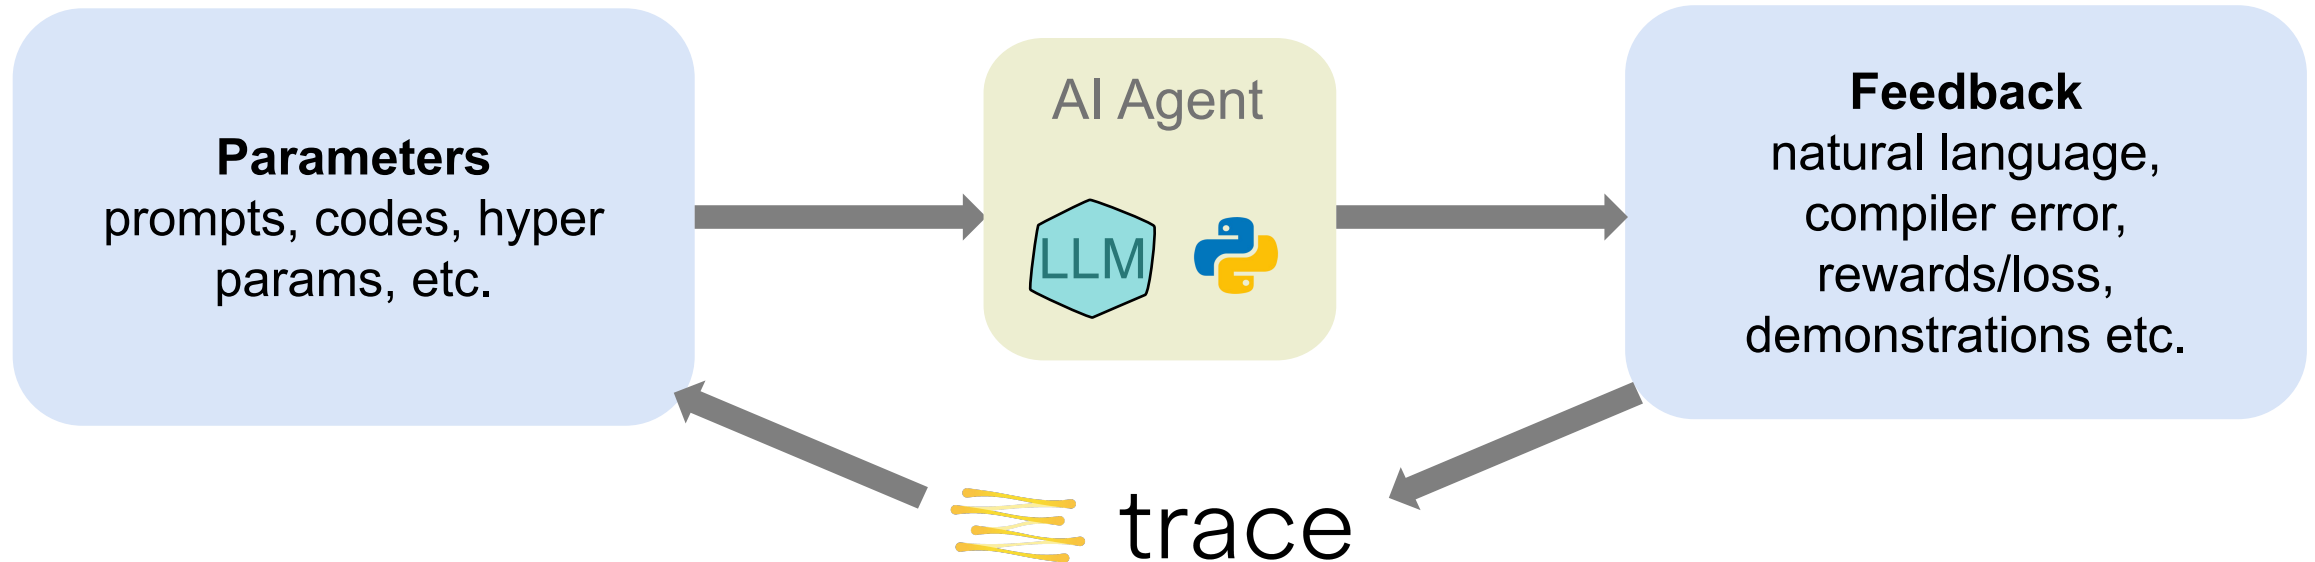 Parameters
prompts, codes, hyper
params, etc.
AI Agent
LLM
Feedback
natural language,
compiler error,
rewards/loss,
demonstrations etc.
trace